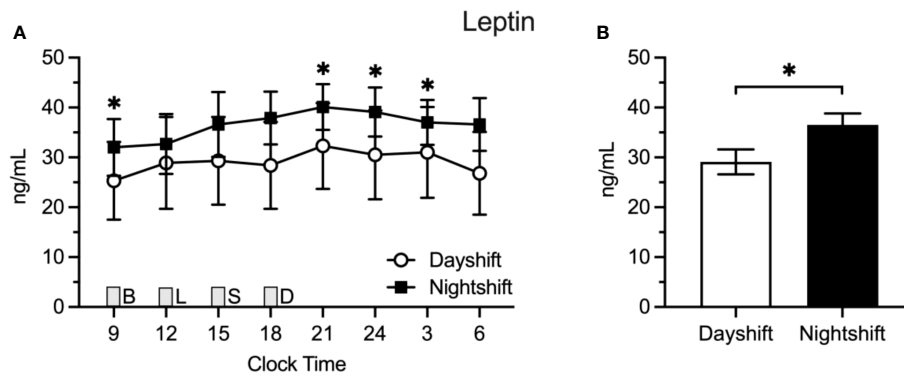 Leptin
A
50
40
30
20
10
0
ng/mL
*
*
*
*
Dayshift
Nightshift
B
L
S
D
9 12 15 18 21 24 3 6
Clock Time
B
50
40
30
20
10
0
ng/mL
*
Dayshift Nightshift